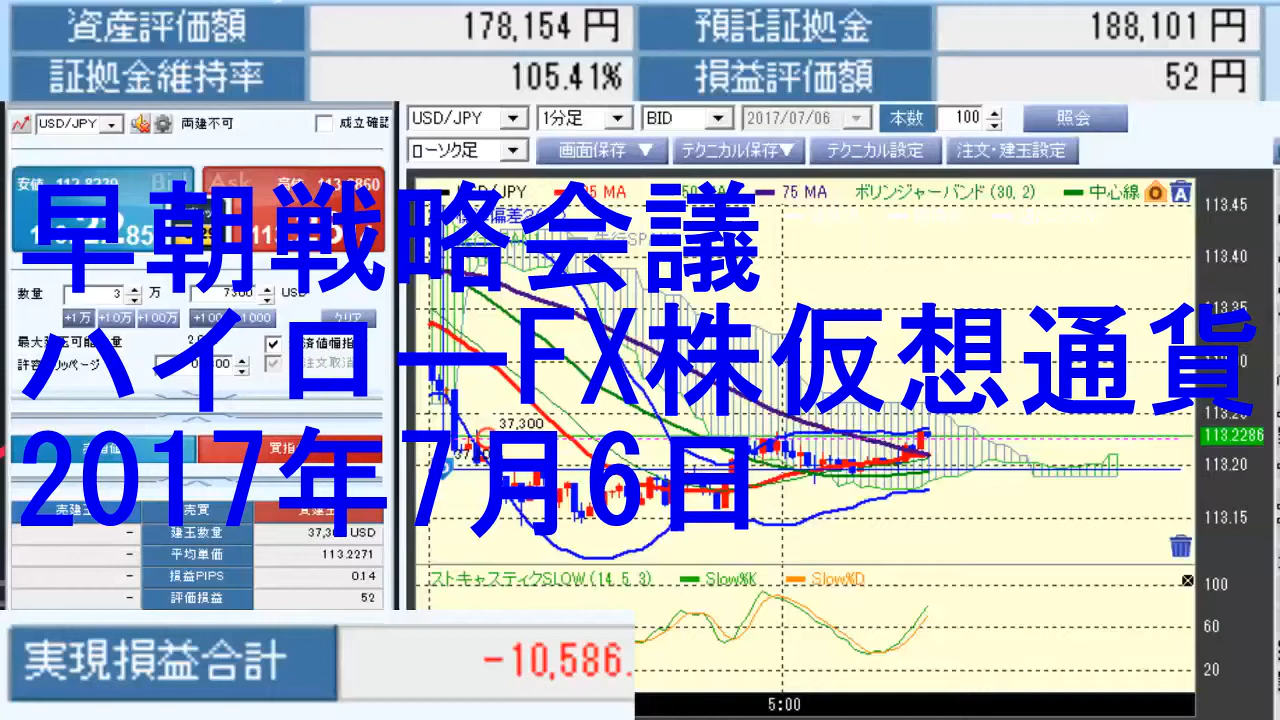 資産評価額 178,154 円 預託証拠金 188,101 円
証拠金維持率 105.41% 損益評価額 52 円
USD/JPY 両建不可 成立確認
USD/JPY 1分足 BID 2017/07/06 本数 100 照会
ローソク足 画面保存 ▼ テクニカル保存▼ テクニカル設定 注文・建玉設定
USD/JPY 75 MA ボリンジャーバンド (30, 2) 中心線
早朝戦略会議
ハイローFX株仮想通貨
2017年7月6日
数量 3 万 7300 USD
+1万 +10万 +100万 クリア
37,300
113.45
113.40
113.35
113.2286
113.20
113.15
売買
建玉数量 USD
− 平均単価 113.2271
− 損益PIPS 0.14
− 評価損益 52
ストキャスティクSLOW (14, 5, 3) Slow%K Slow%D
100
60
20
5:00
実現損益合計 -10,586.